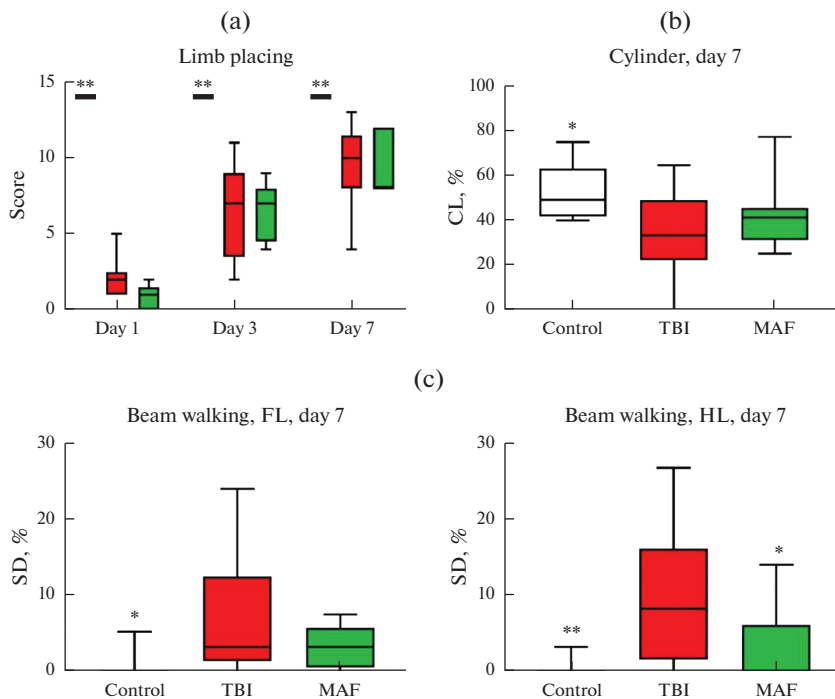 (a)
Limb placing
15
10
5
0
Score
** ** **
Day 1 Day 3 Day 7
(b)
Cylinder, day 7
100
80
60
40
20
0
CL, %
*
Control TBI MAF
(c)
Beam walking, FL, day 7
30
20
10
0
SD, %
*
Control TBI MAF
Beam walking, HL, day 7
30
20
10
0
SD, %
**
*
Control TBI MAF